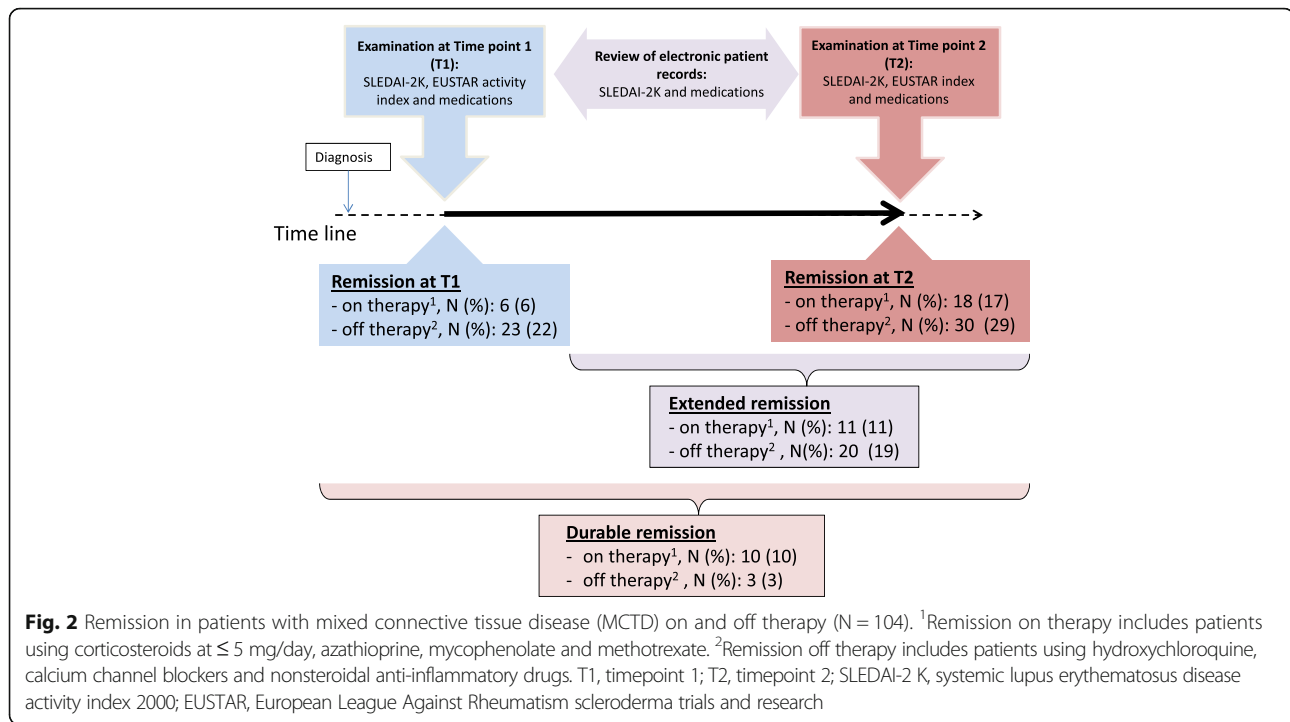 Examination at Time point 1
(T1):
SLEDAI-2K, EUSTAR activity
index and medications
Review of electronic patient
records:
SLEDAI-2K and medications
Examination at Time point 2
(T2):
SLEDAI-2K, EUSTAR index
and medications
Diagnosis
Time line
Remission at T1
- on therapy¹, N (%): 6 (6)
- off therapy², N (%): 23 (22)
Remission at T2
- on therapy¹, N (%): 18 (17)
- off therapy², N (%): 30 (29)
Extended remission
- on therapy¹, N (%): 11 (11)
- off therapy² , N(%): 20 (19)
Durable remission
- on therapy¹, N (%): 10 (10)
- off therapy² , N (%): 3 (3)
Fig. 2 Remission in patients with mixed connective tissue disease (MCTD) on and off therapy (N = 104). ¹Remission on therapy includes patients
using corticosteroids at ≤ 5 mg/day, azathioprine, mycophenolate and methotrexate. ²Remission off therapy includes patients using hydroxychloroquine,
calcium channel blockers and nonsteroidal anti-inflammatory drugs. T1, timepoint 1; T2, timepoint 2; SLEDAI-2 K, systemic lupus erythematosus disease
activity index 2000; EUSTAR, European League Against Rheumatism scleroderma trials and research